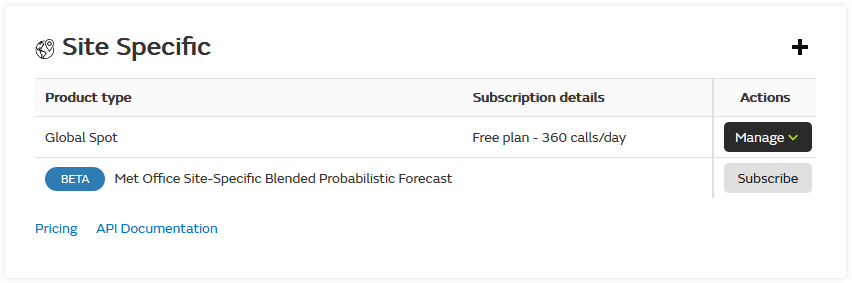 Site Specific
Product type Subscription details Actions
Global Spot Free plan - 360 calls/day Manage
BETA Met Office Site-Specific Blended Probabilistic Forecast Subscribe
Pricing API Documentation